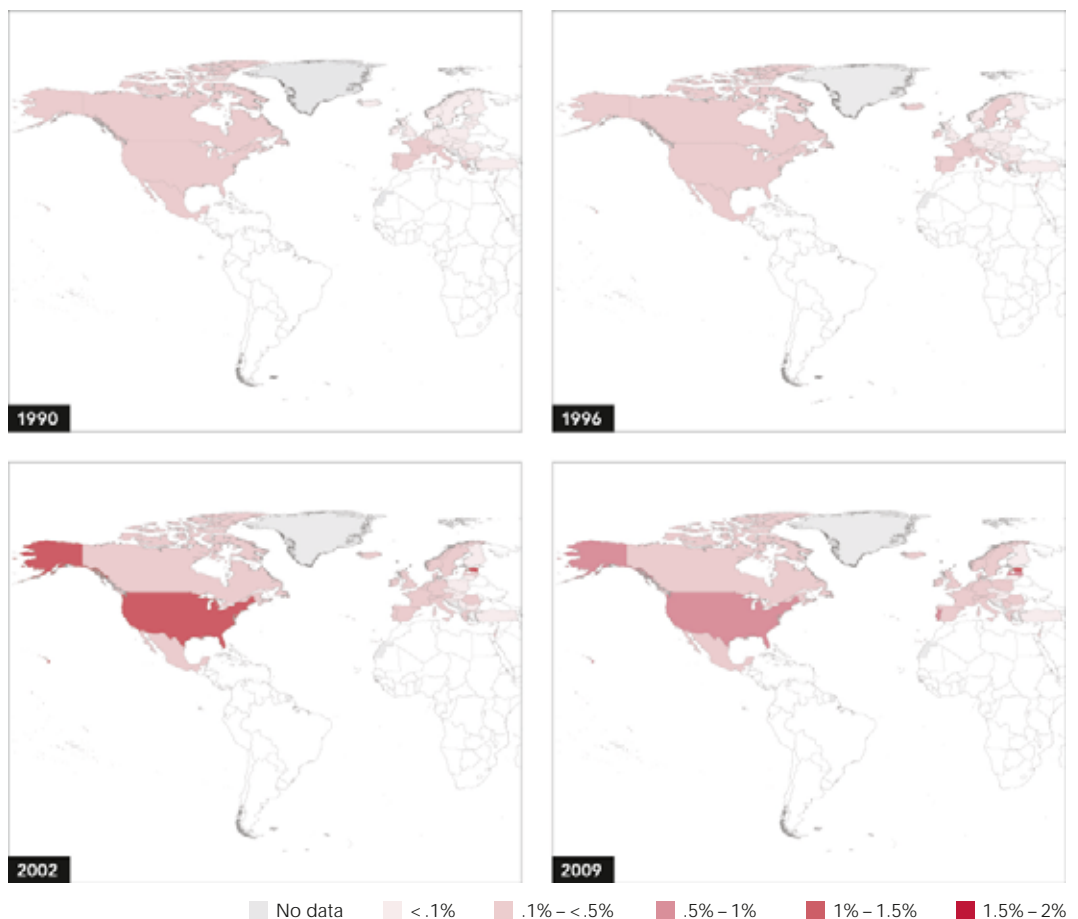 1990
1996
2002
2009
No data < .1% .1% – < .5% .5% – 1% 1% – 1.5% 1.5% – 2%